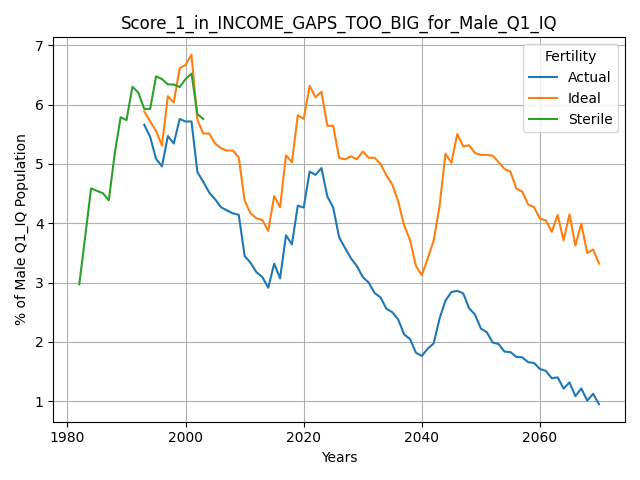 Score_1_in_INCOME_GAPS_TOO_BIG_for_Male_Q1_IQ
Fertility
Actual
Ideal
Sterile
% of Male Q1_IQ Population
7
6
5
4
3
2
1
1980 2000 2020 2040 2060
Years